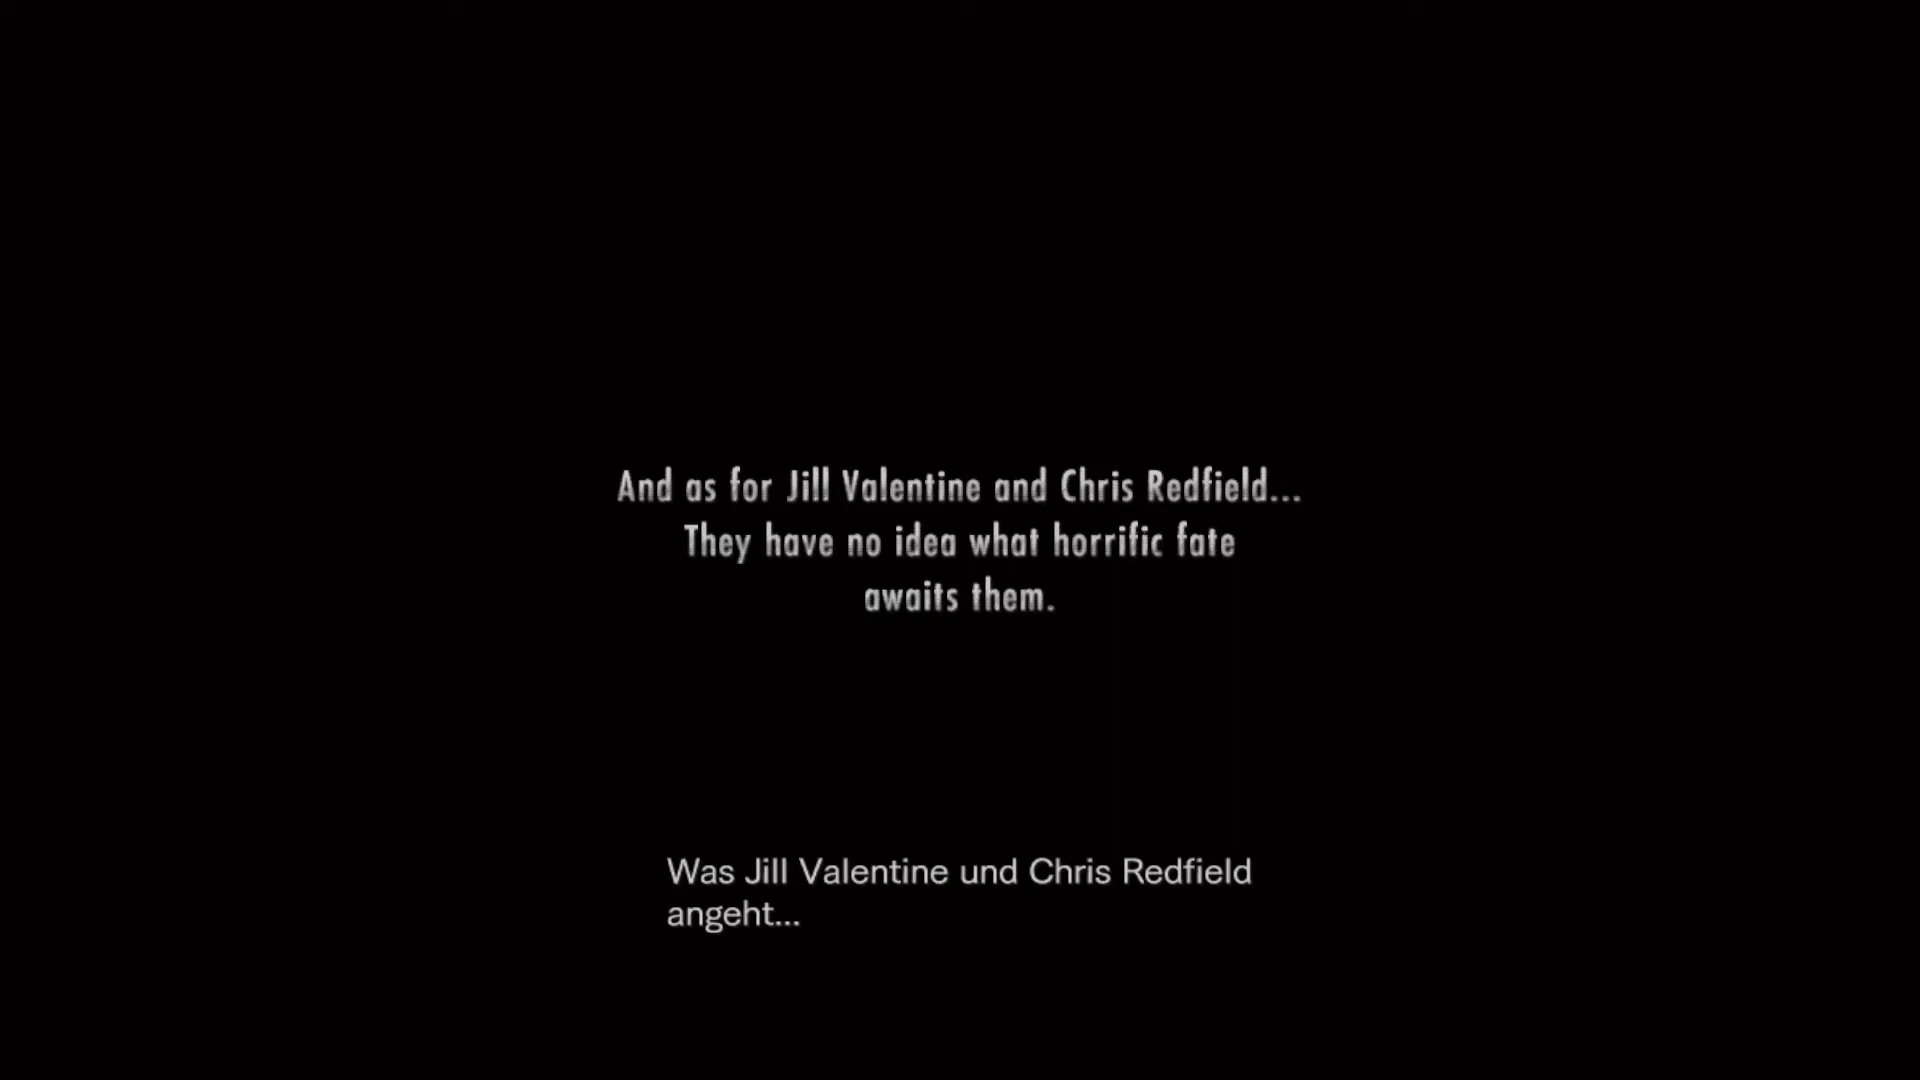 And as for Jill Valentine and Chris Redfield...
They have no idea what horrific fate
awaits them.
Was Jill Valentine und Chris Redfield
angeht...